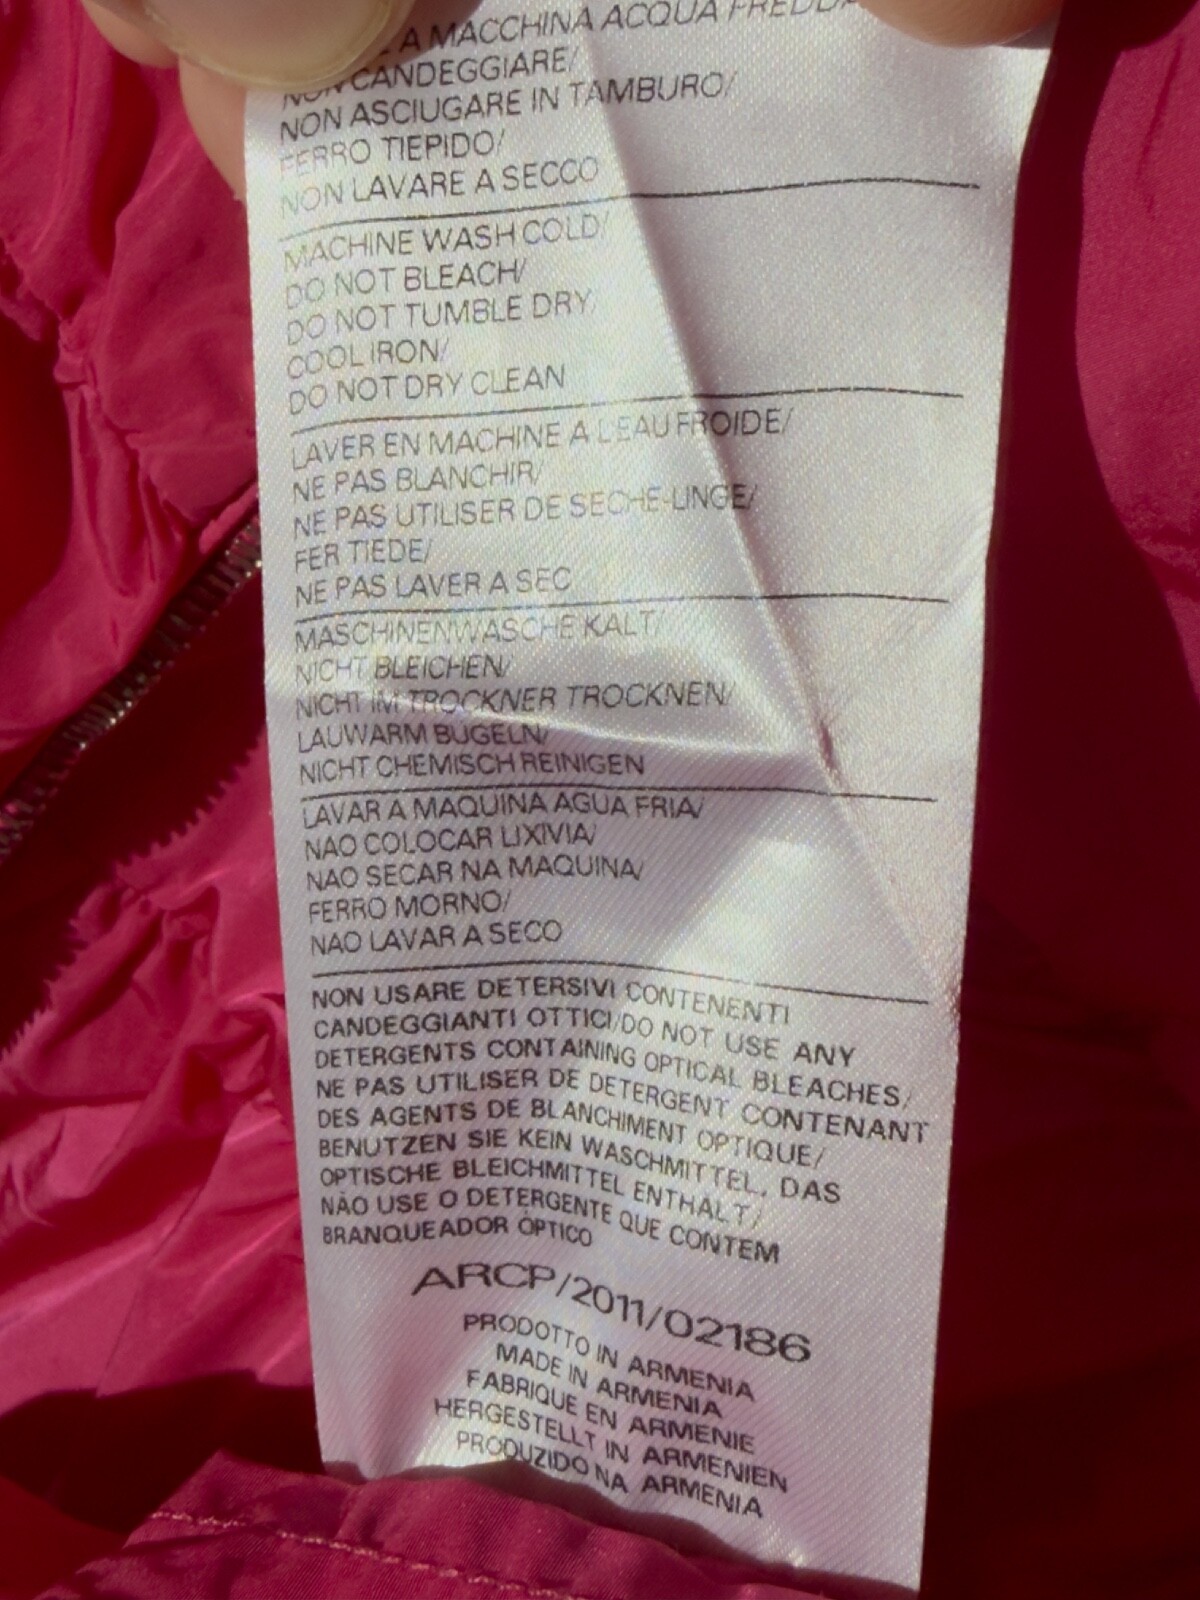 A MACCHINA ACQUA FREDDA
NON CANDEGGIARE/
NON ASCIUGARE IN TAMBURO/
FERRO TIEPIDO/
NON LAVARE A SECCO
MACHINE WASH COLD/
DO NOT BLEACH/
DO NOT TUMBLE DRY/
COOL IRON/
DO NOT DRY CLEAN
LAVER EN MACHINE A L'EAU FROIDE/
NE PAS BLANCHIR/
NE PAS UTILISER DE SECHE-LINGE/
FER TIEDE/
NE PAS LAVER A SEC
MASCHINENWASCHE KALT/
NICHT BLEICHEN/
NICHT IM TROCKNER TROCKNEN/
LAUWARM BUGELN/
NICHT CHEMISCH REINIGEN
LAVAR A MAQUINA AGUA FRIA/
NAO COLOCAR LIXIVIA/
NAO SECAR NA MAQUINA/
FERRO MORNO/
NAO LAVAR A SECO
NON USARE DETERSIVI CONTENENTI
CANDEGGIANTI OTTICI/DO NOT USE ANY
DETERGENTS CONTAINING OPTICAL BLEACHES/
NE PAS UTILISER DE DETERGENT CONTENANT
DES AGENTS DE BLANCHIMENT OPTIQUE/
BENUTZEN SIE KEIN WASCHMITTEL, DAS
OPTISCHE BLEICHMITTEL ENTHALT/
NÃO USE O DETERGENTE QUE CONTEM
BRANQUEADOR ÓPTICO
ARCP/2011/02186
PRODOTTO IN ARMENIA
MADE IN ARMENIA
FABRIQUE EN ARMENIE
HERGESTELLT IN ARMENIEN
PRODUZIDO NA ARMENIA